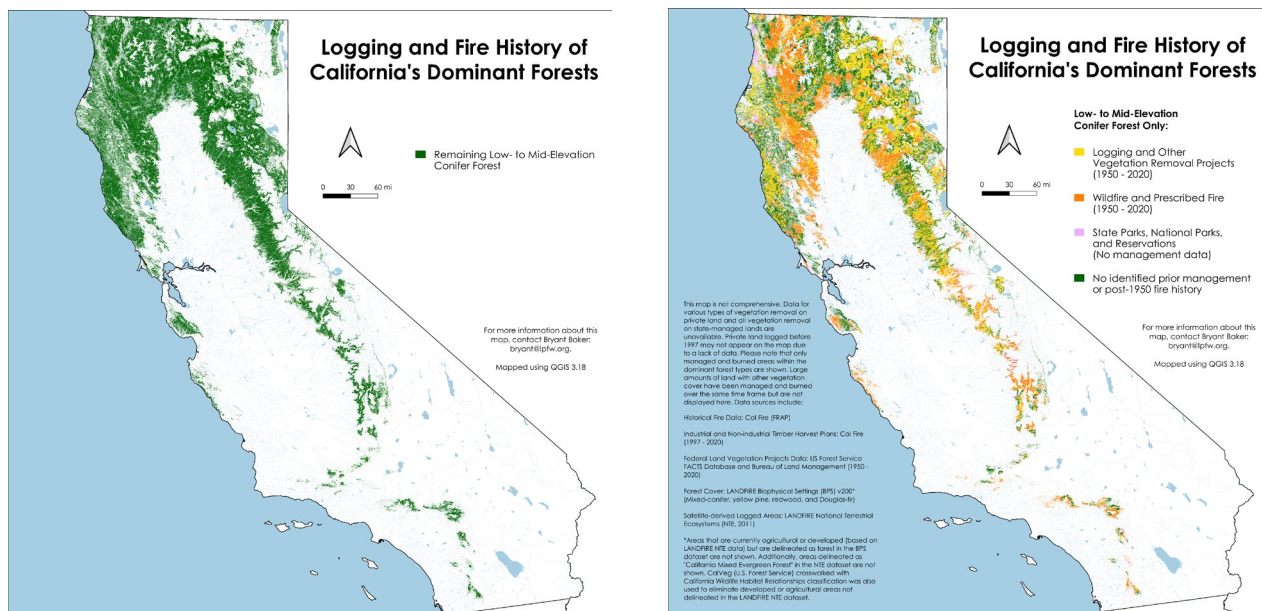 Logging and Fire History of
California's Dominant Forests
Remaining Low- to Mid-Elevation
Conifer Forest
0 30 60 mi
For more information about this
map, contact Bryant Baker:
bryant@lpfw.org.
Mapped using QGIS 3.18
Logging and Fire History of
California's Dominant Forests
Low- to Mid-Elevation
Conifer Forest Only:
Logging and Other
Vegetation Removal Projects
(1950 - 2020)
Wildfire and Prescribed Fire
(1950 - 2020)
State Parks, National Parks,
and Reservations
(No management data)
No identified prior management
or post-1950 fire history
0 30 60 mi
For more information about this
map, contact Bryant Baker:
bryant@lpfw.org.
Mapped using QGIS 3.18
This map is not comprehensive. Data for
various types of vegetation removal on
private land and all vegetation removal
on state-managed lands are
unavailable. Private land logged before
1997 may not appear on the map due
to a lack of data. Please note that only
managed and burned areas within the
dominant forest types are shown. Large
amounts of land with other vegetation
cover have been managed and burned
over the same time frame but are not
displayed here. Data sources include:
Historical Fire Data: Cal Fire (FRAP)
Industrial and Non-industrial Timber Harvest Plans: Cal Fire
(1997 - 2020)
Federal Land Vegetation Projects Data: US Forest Service
FACTS Database and Bureau of Land Management (1950 -
2020)
Forest Cover: LANDFIRE Biophysical Settings (BPS) v200*
(Mixed-conifer, yellow pine, redwood, and Douglas-fir)
Satellite-derived Logged Areas: LANDFIRE National Terrestrial
Ecosystems (NTE, 2011)
*Areas that are currently agricultural or developed (based on
LANDFIRE NTE data) but are delineated as forest in the BPS
dataset are not shown. Additionally, areas delineated as
"California Mixed Evergreen Forest" in the NTE dataset are not
shown. CalVeg (U.S. Forest Service) crosswalked with
California Wildlife Habitat Relationships classification was also
used to eliminate developed or agricultural areas not
delineated in the LANDFIRE NTE dataset.